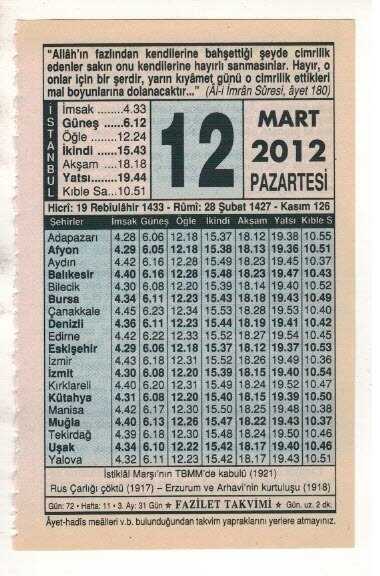 "Allâh'ın fazlından kendilerine bahşettiği şeyde cimrilik
edenler sakın onu kendilerine hayırlı sanmasınlar. Hayır, o
onlar için bir şerdir, yarın kıyâmet günü o cimrilik ettikleri
mal boyunlarına dolanacaktır..." (Âl-i İmrân Sûresi, âyet 180)
İSTANBUL
İmsak .........4.33
Güneş ......6.12
Öğle .........12.24
İkindi .....15.43
Akşam ....18.18
Yatsı.......19.44
Kıble Sa...10.51
12
MART
2012
PAZARTESİ
Hicrî: 19 Rebiulâhir 1433 - Rûmî: 28 Şubat 1427 - Kasım 126
Şehirler İmsak Güneş Öğle İkindi Akşam Yatsı Kıble S
Adapazarı 4.28 6.06 12.18 15.37 18.12 19.38 10.55
Afyon 4.29 6.05 12.18 15.38 18.13 19.36 10.51
Aydın 4.42 6.16 12.28 15.49 18.23 19.45 10.37
Balıkesir 4.40 6.16 12.28 15.48 18.23 19.47 10.43
Bilecik 4.30 6.08 12.20 15.39 18.14 19.40 10.52
Bursa 4.34 6.11 12.23 15.43 18.18 19.43 10.49
Çanakkale 4.45 6.23 12.34 15.53 18.28 19.53 10.40
Denizli 4.36 6.11 12.23 15.44 18.19 19.41 10.42
Edirne 4.42 6.22 12.33 15.52 18.27 19.54 10.45
Eskişehir 4.29 6.06 12.18 15.37 18.12 19.37 10.53
İzmir 4.43 6.18 12.31 15.52 18.26 19.49 10.36
İzmit 4.30 6.08 12.20 15.39 18.15 19.40 10.54
Kırklareli 4.40 6.20 12.31 15.49 18.24 19.52 10.47
Kütahya 4.31 6.08 12.20 15.40 18.15 19.39 10.50
Manisa 4.42 6.17 12.30 15.50 18.25 19.48 10.38
Muğla 4.40 6.13 12.26 15.47 18.22 19.43 10.37
Tekirdağ 4.39 6.18 12.30 15.48 18.24 19.50 10.46
Uşak 4.34 6.10 12.22 15.42 18.17 19.40 10.46
Yalova 4.32 6.11 12.23 15.42 18.17 19.43 10.51
İstiklâl Marşı'nın TBMM'de kabulü (1921)
Rus Çarlığı çöktü (1917) – Erzurum ve Arhavi'nin kurtuluşu (1918)
Gün: 72 • Hafta: 11 • 3. Ay: 31 Gün ★ FAZİLET TAKVİMİ ★ Gün. uz. 2 dk.
Âyet-hadîs meâlleri v.b. bulunduğundan takvim yapraklarını yerlere atmayınız.